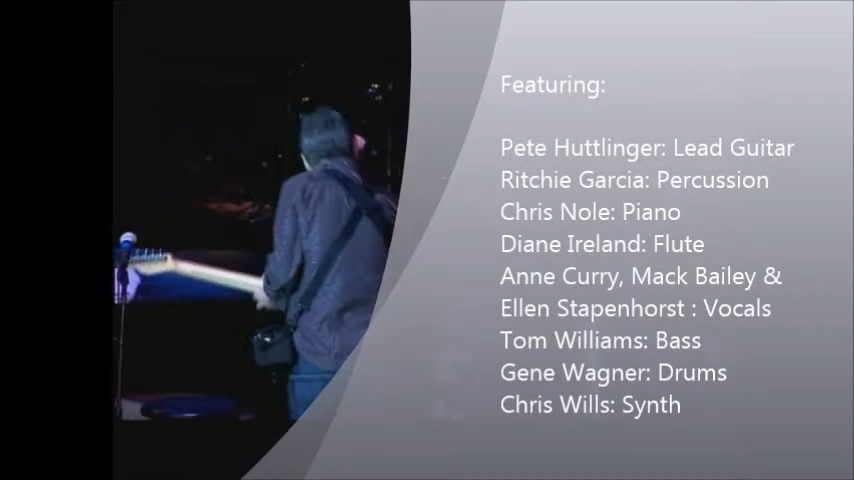 Featuring:
Pete Huttlinger: Lead Guitar
Ritchie Garcia: Percussion
Chris Nole: Piano
Diane Ireland: Flute
Anne Curry, Mack Bailey &
Ellen Stapenhorst : Vocals
Tom Williams: Bass
Gene Wagner: Drums
Chris Wills: Synth